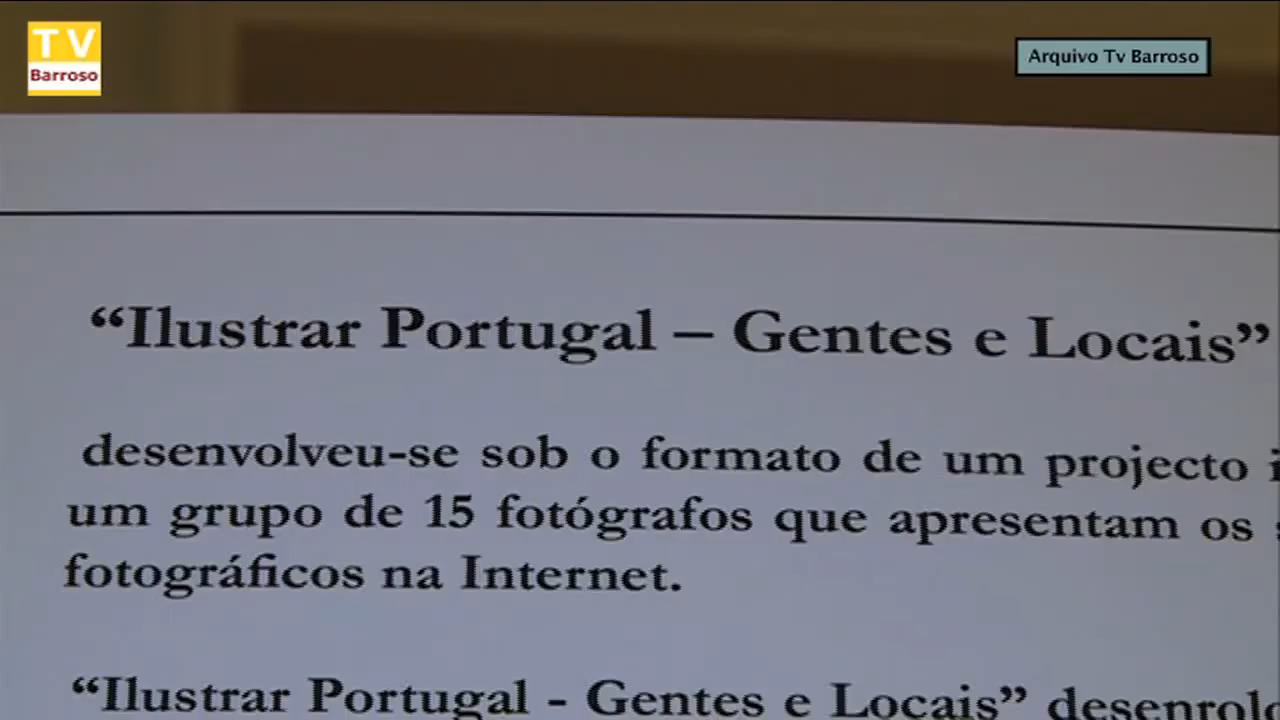 TV
Barroso
Arquivo Tv Barroso
“Ilustrar Portugal – Gentes e Locais”
desenvolveu-se sob o formato de um projecto
um grupo de 15 fotógrafos que apresentam os
fotográficos na Internet.
“Ilustrar Portugal - Gentes e Locais”